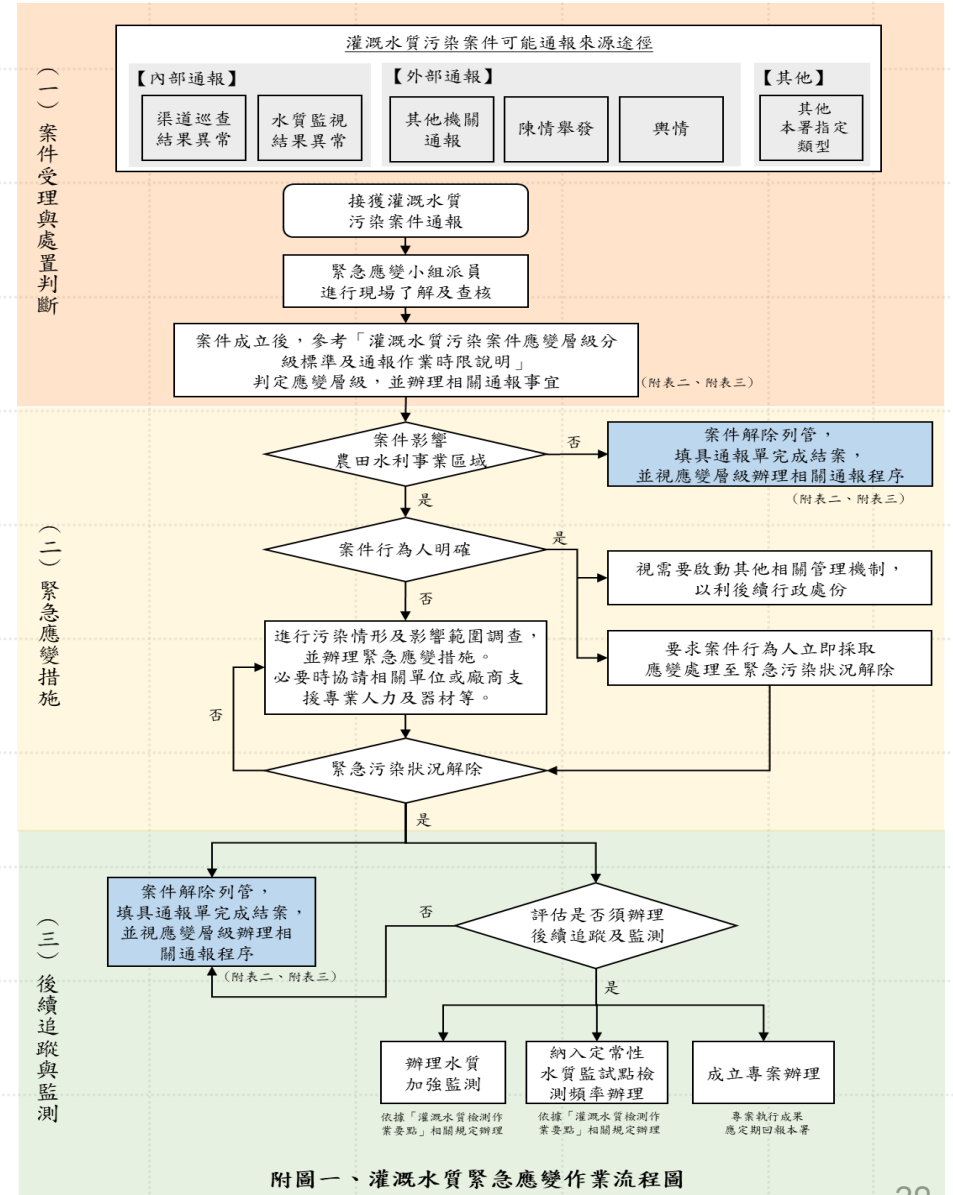 灌溉水質污染案件可能通報來源途徑
【內部通報】
渠道巡查
結果異常
水質監視
結果異常
【外部通報】
其他機關
通報
陳情舉發
輿情
【其他】
其他
本署指定
類型
(一)案件受理與處置判斷
接獲灌溉水質
污染案件通報
緊急應變小組派員
進行現場了解及查核
案件成立後,參考「灌溉水質污染案件應變層級分
級標準及通報作業時限說明」
判定應變層級,並辦理相關通報事宜
(附表二、附表三)
(二)緊急應變措施
案件影響
農田水利事業區域
否
案件解除列管,
填具通報單完成結案,
並視應變層級辦理相關通報程序
(附表二、附表三)
是
案件行為人明確
是
視需要啟動其他相關管理機制,
以利後續行政處份
要求案件行為人立即採取
應變處理至緊急污染狀況解除
否
進行污染情形及影響範圍調查,
並辦理緊急應變措施。
必要時協請相關單位或廠商支
援專業人力及器材等。
否
緊急污染狀況解除
是
(三)後續追蹤與監測
案件解除列管,
填具通報單完成結案,
並視應變層級辦理相
關通報程序
(附表二、附表三)
否
評估是否須辦理
後續追蹤及監測
是
辦理水質
加強監測
依據「灌溉水質檢測作
業要點」相關規定辦理
納入定常性
水質監試點檢
測頻率辦理
依據「灌溉水質檢測作
業要點」相關規定辦理
成立專案辦理
專案執行成果
應定期回報本署
附圖一、灌溉水質緊急應變作業流程圖